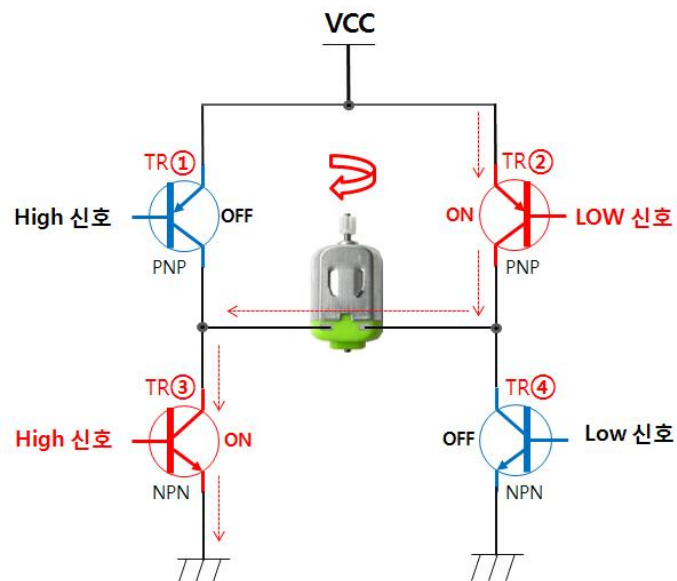 VCC
TR①
TR②
High 신호
OFF
ON
LOW 신호
PNP
PNP
TR③
TR④
High 신호
ON
OFF
Low 신호
NPN
NPN